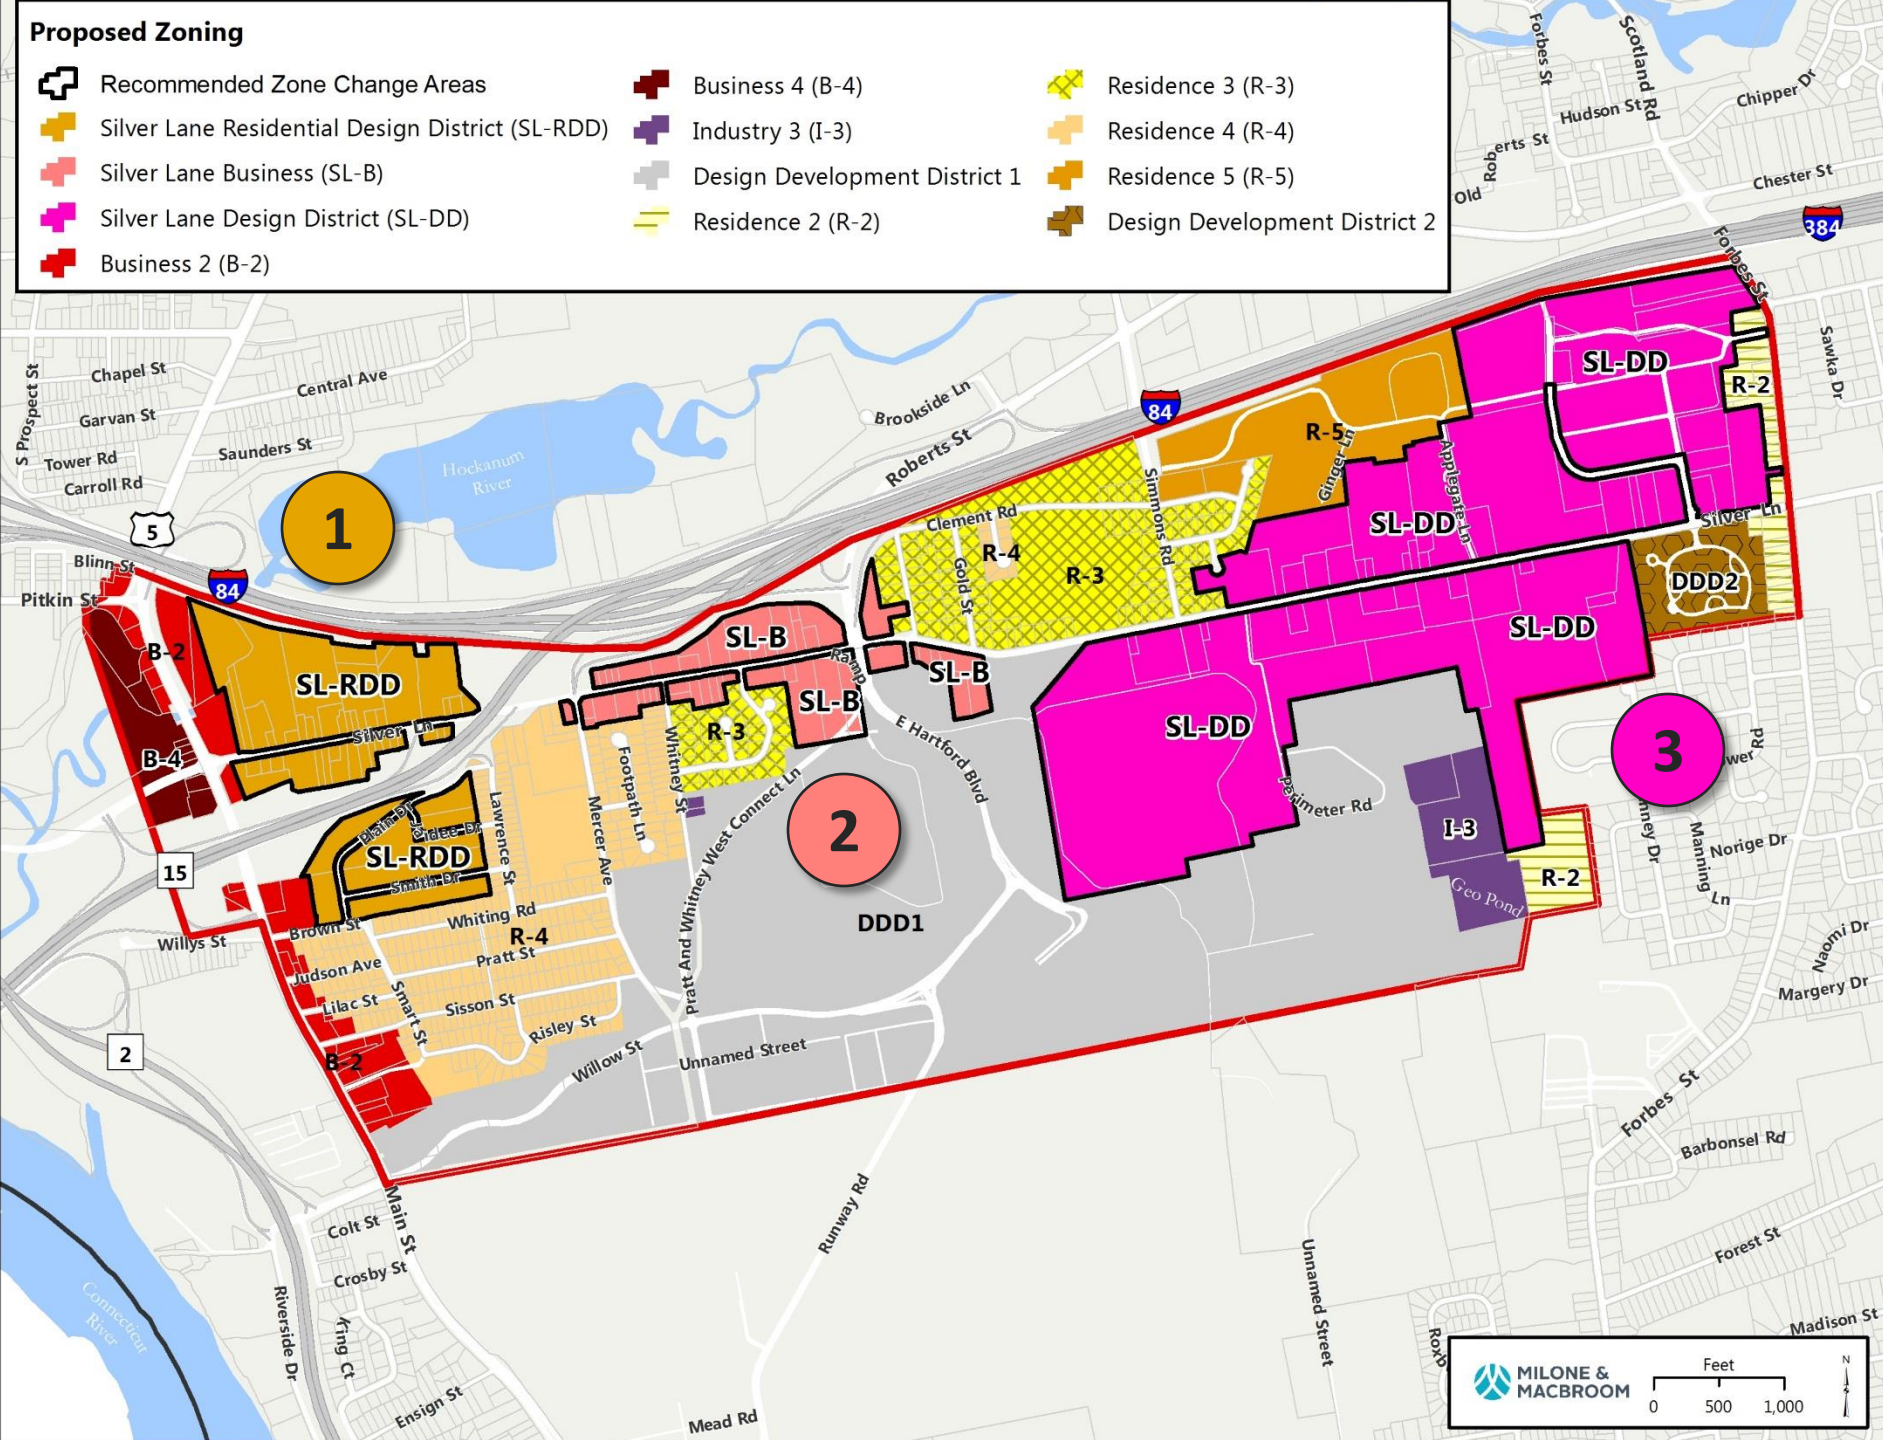 Proposed Zoning
Recommended Zone Change Areas
Silver Lane Residential Design District (SL-RDD)
Silver Lane Business (SL-B)
Silver Lane Design District (SL-DD)
Business 2 (B-2)
Business 4 (B-4)
Industry 3 (I-3)
Design Development District 1
Residence 2 (R-2)
Residence 3 (R-3)
Residence 4 (R-4)
Residence 5 (R-5)
Design Development District 2
Forbes St
Scotland Rd
Chipper Dr
Hudson St
Roberts St
Old
Chester St
384
Forbes St
Sawka Dr
S Prospect St
Chapel St
Central Ave
Garvan St
Saunders St
Tower Rd
Carroll Rd
Hockanum
River
Brookside Ln
Roberts St
84
1
5
Blinn St
84
Pitkin St
B-2
SL-RDD
B-4
Silver Ln
SL-B
Ramp
SL-B
SL-B
R-3
Clement Rd
R-4
Gold St
R-3
Simmons Rd
R-5
Ginger Ln
Applegate Ln
SL-DD
SL-DD
R-2
Silver Ln
DDD2
SL-DD
SL-DD
3
Perimeter Rd
I-3
Geo Pond
R-2
Manning
Ln
Norige Dr
Naomi Dr
Margery Dr
E Hartford Blvd
2
DDD1
Footpath Ln
Whitney St
Mercer Ave
Lawrence St
Pratt And Whitney West Connect Ln
Plain Dr
SL-RDD
Smith Dr
15
Whiting Rd
Brown St
R-4
Willys St
Pratt St
Judson Ave
Lilac St
Smart St
Sisson St
Risley St
B-2
Willow St
Unnamed Street
2
Forbes St
Barbonsel Rd
Main St
Colt St
Crosby St
Runway Rd
Forest St
Unnamed Street
Connecticut
River
Riverside Dr
King Ct
Ensign St
Mead Rd
Madison St
MILONE &
MACBROOM
Feet
0 500 1,000
N